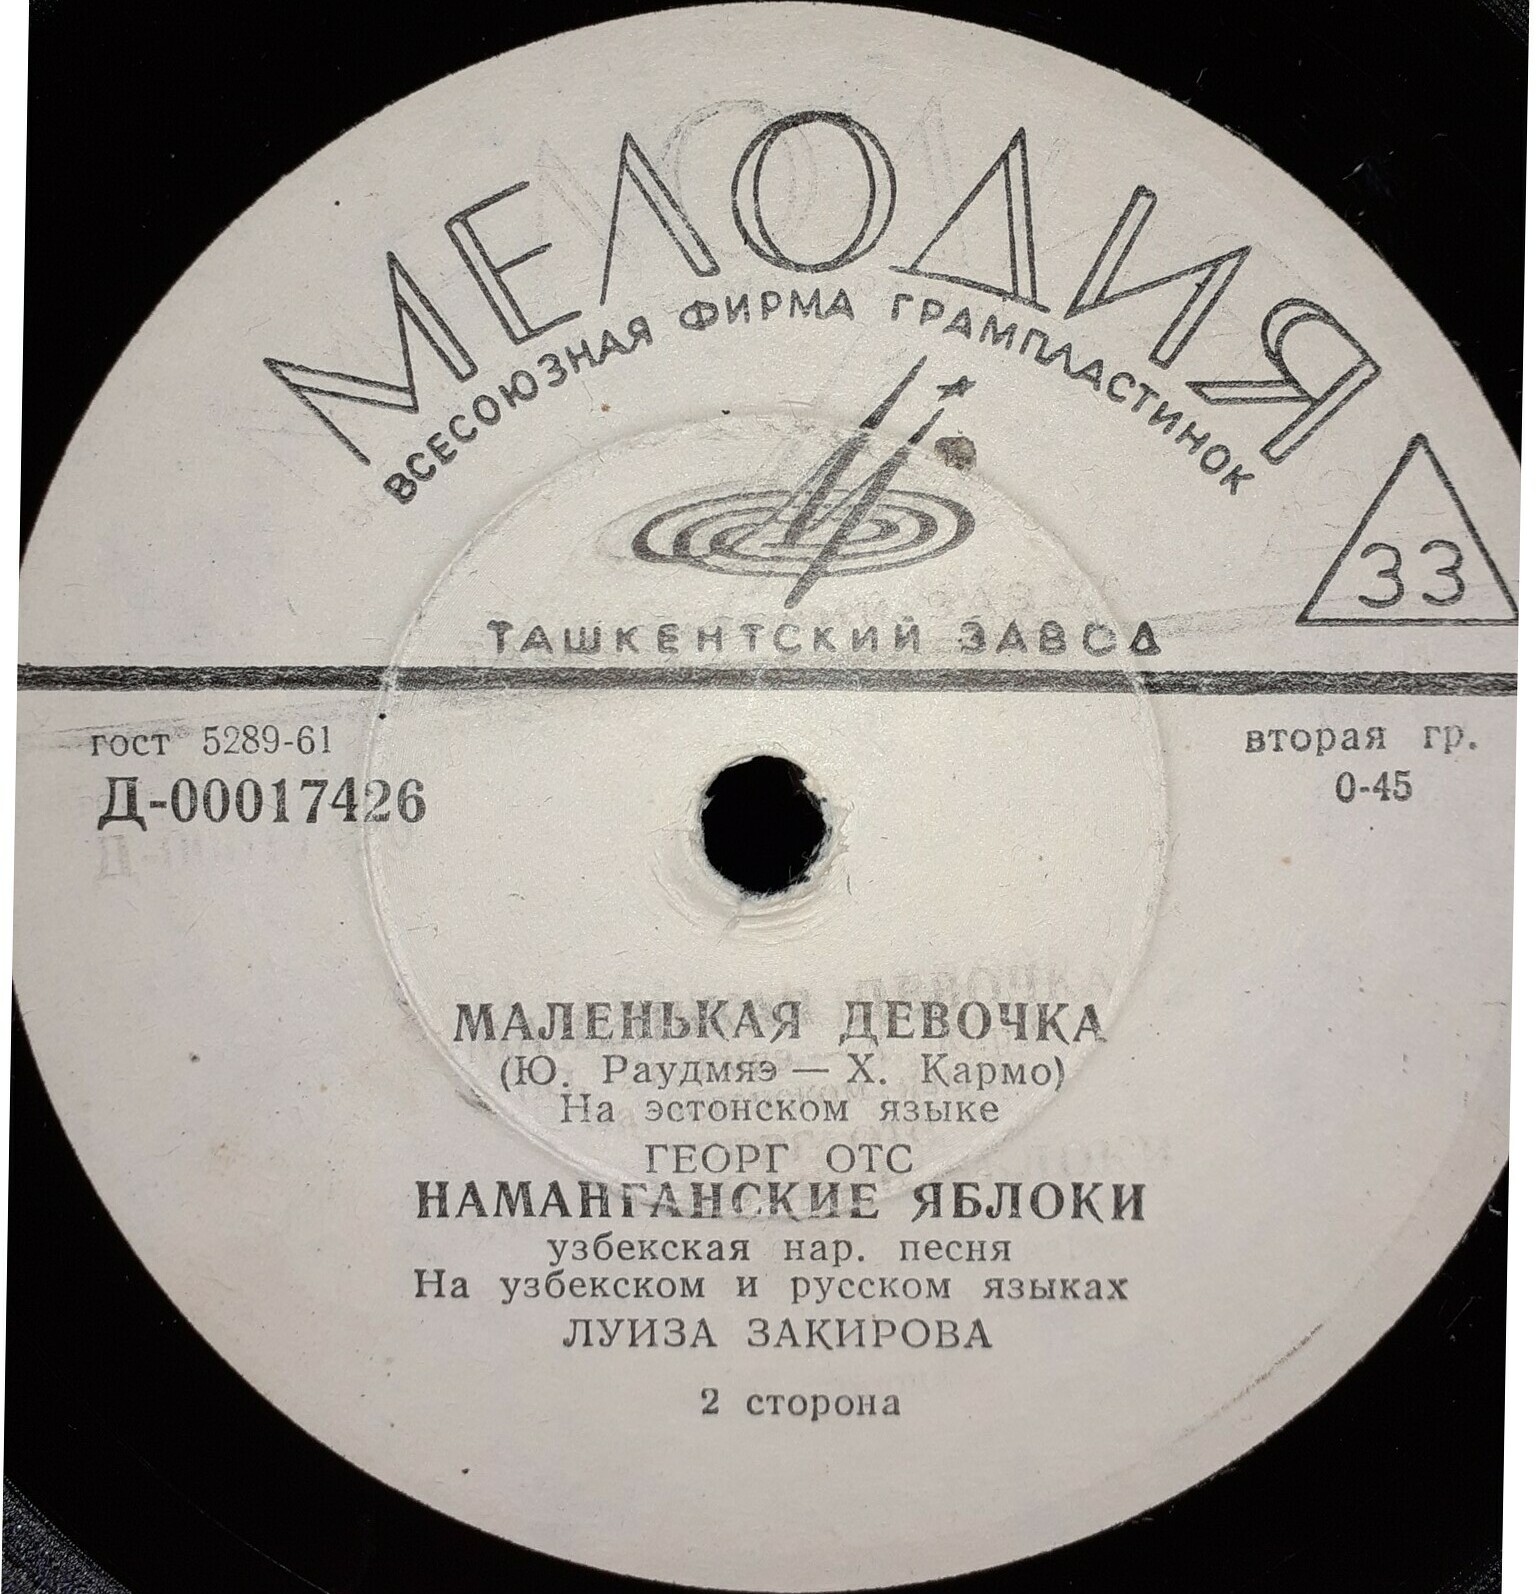 МЕЛОДИЯ
ВСЕСОЮЗНАЯ ФИРМА ГРАМПЛАСТИНОК
33
ТАШКЕНТСКИЙ ЗАВОД
гост 5289-61
Д-00017426
вторая гр.
0-45
МАЛЕНЬКАЯ ДЕВОЧКА
(Ю. Раудмяэ — Х. Кармо)
На эстонском языке
ГЕОРГ ОТС
НАМАНГАНСКИЕ ЯБЛОКИ
узбекская нар. песня
На узбекском и русском языках
ЛУИЗА ЗАКИРОВА
2 сторона